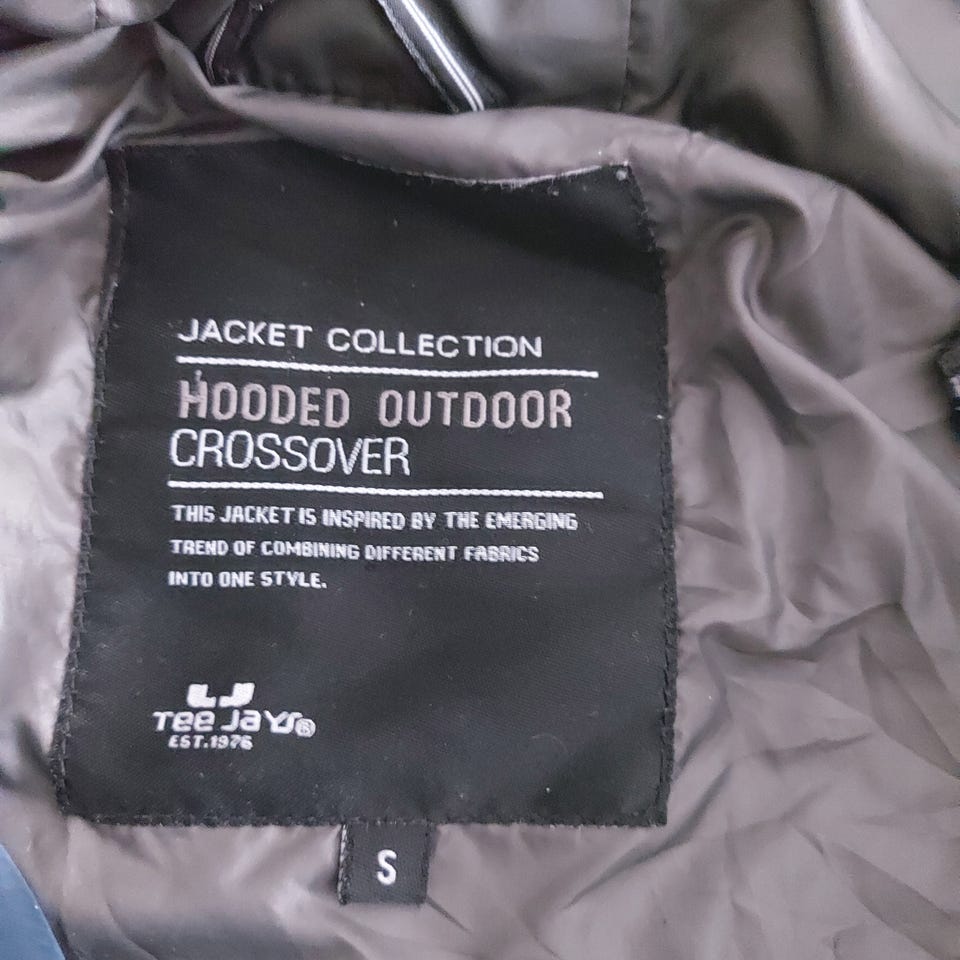 JACKET COLLECTION
HOODED OUTDOOR
CROSSOVER
THIS JACKET IS INSPIRED BY THE EMERGING
TREND OF COMBINING DIFFERENT FABRICS
INTO ONE STYLE.
Tee Jays®
EST.1976
S